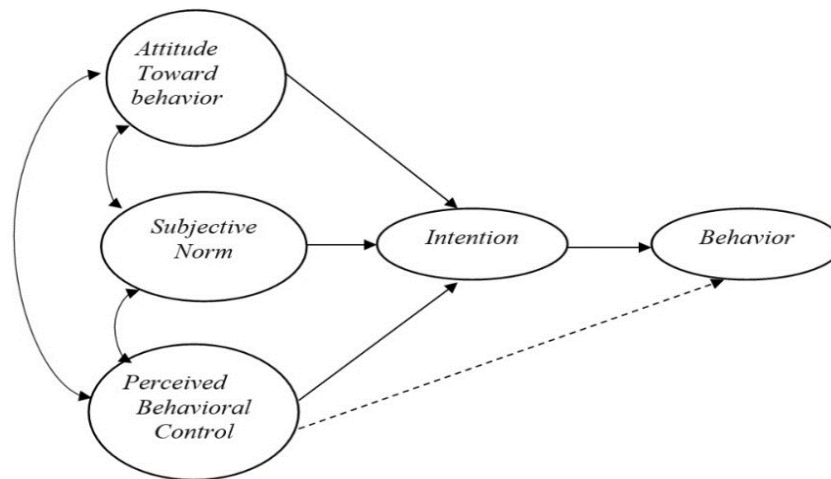 Attitude
Toward
behavior
Subjective
Norm
Intention
Behavior
Perceived
Behavioral
Control